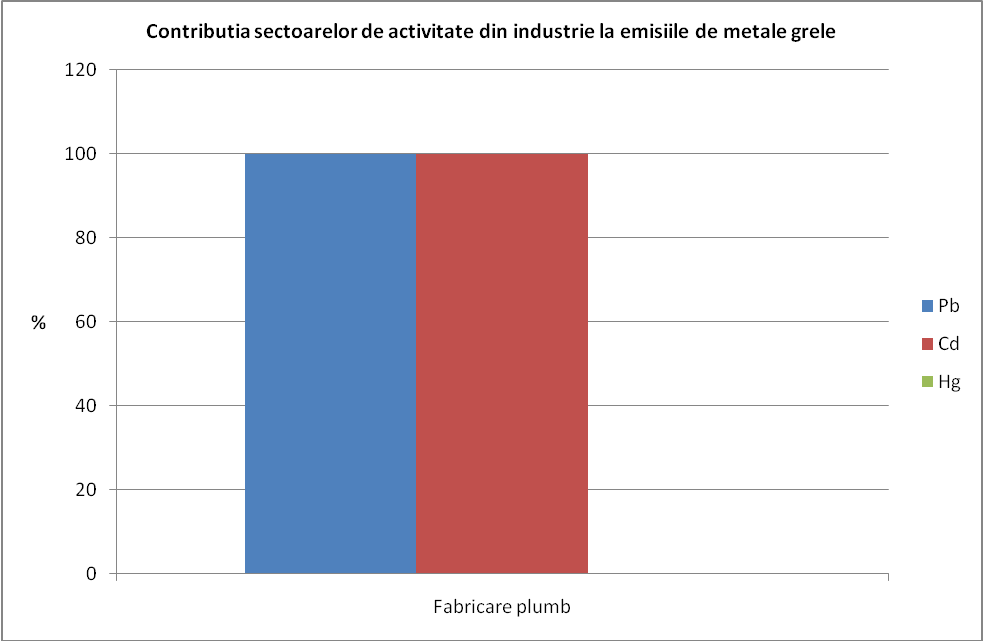 Contributia sectoarelor de activitate din industrie la emisiile de metale grele
120
100
80
60
40
20
0
%
Fabricare plumb
Pb
Cd
Hg